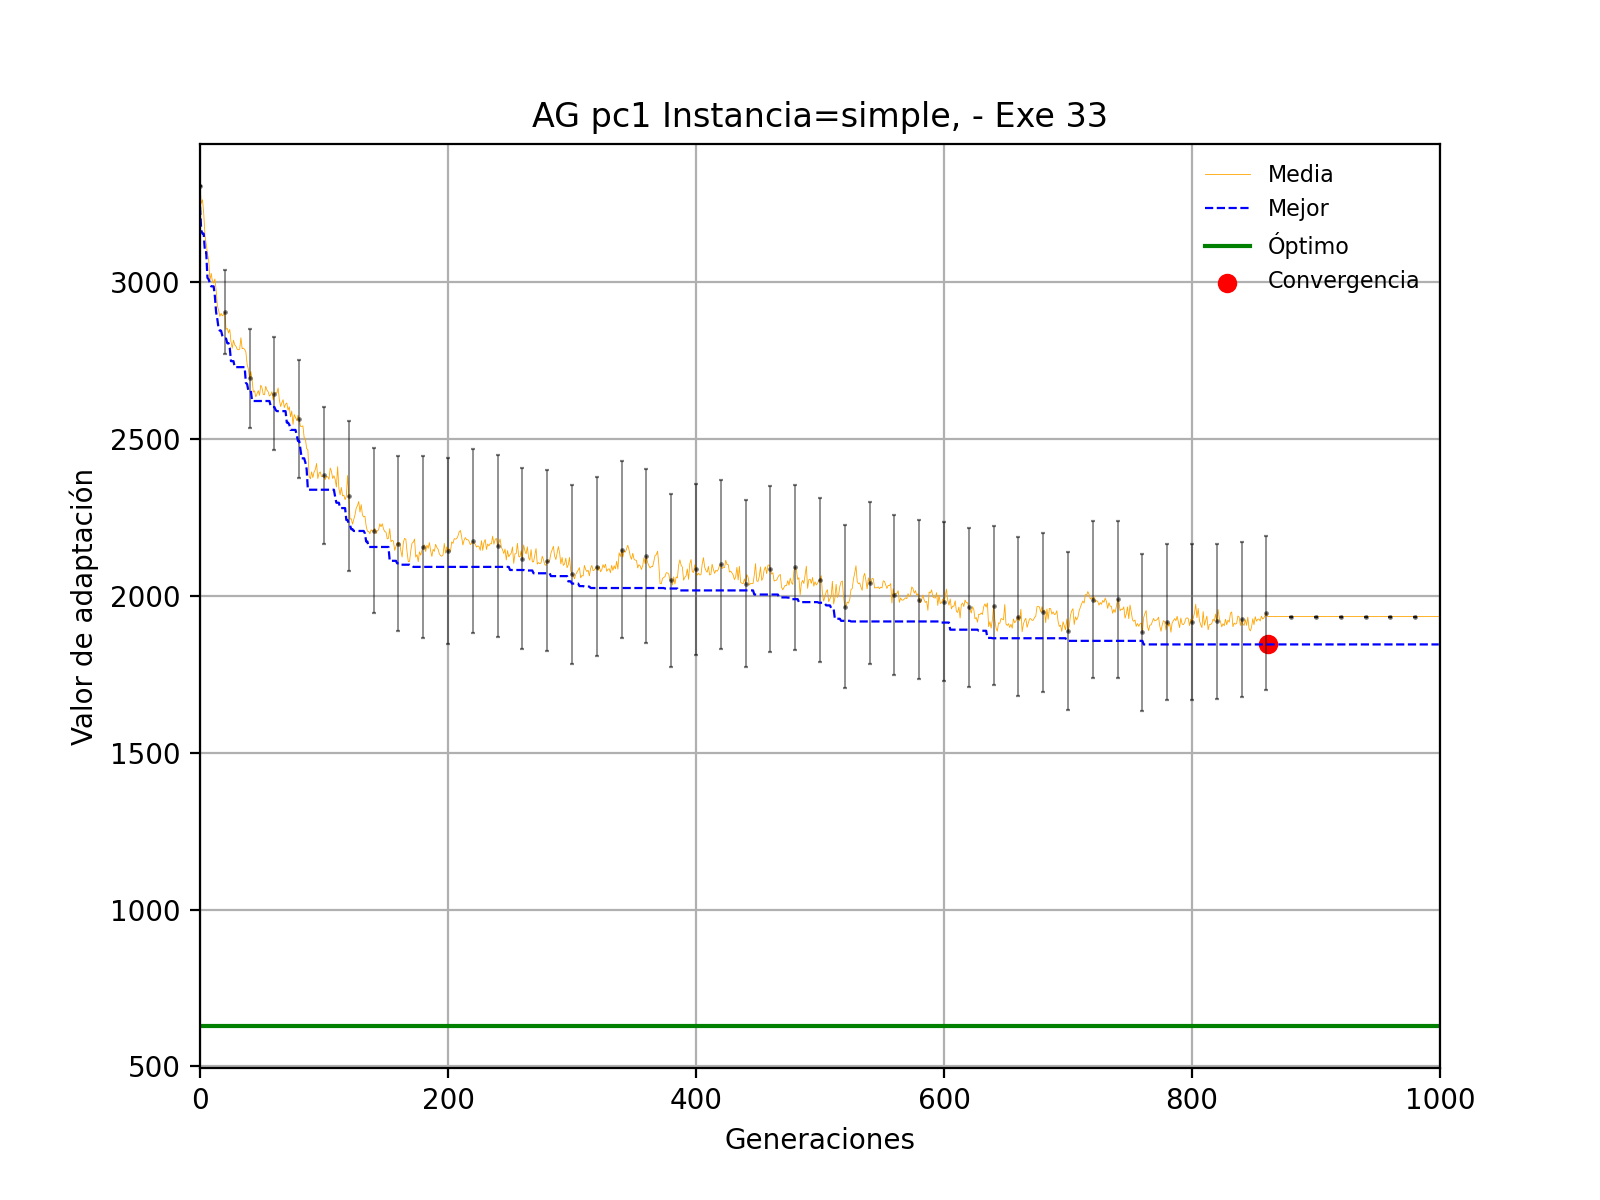 AG pc1 Instancia=simple, - Exe 33
Media
Mejor
Óptimo
Convergencia
3000
2500
2000
1500
1000
500
Valor de adaptación
0 200 400 600 800 1000
Generaciones